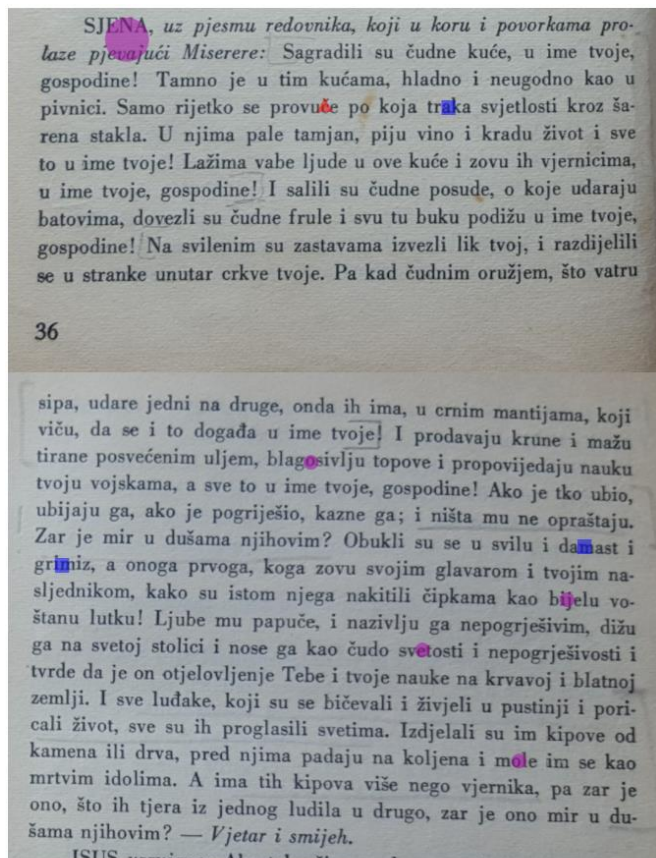 SJENA, uz pjesmu redovnika, koji u koru i povorkama pro-
laze pjevajući Miserere: Sagradili su čudne kuće, u ime tvoje,
gospodine! Tamno je u tim kućama, hladno i neugodno kao u
pivnici. Samo rijetko se provuče po koja traka svjetlosti kroz ša-
rena stakla. U njima pale tamjan, piju vino i kradu život i sve
to u ime tvoje! Lažima vabe ljude u ove kuće i zovu ih vjernicima,
u ime tvoje, gospodine! I salili su čudne posude, o koje udaraju
batovima, dovezli su čudne frule i svu tu buku podižu u ime tvoje,
gospodine! Na svilenim su zastavama izvezli lik tvoj, i razdijelili
se u stranke unutar crkve tvoje. Pa kad čudnim oružjem, što vatru
36
sipa, udare jedni na druge, onda ih ima, u crnim mantijama, koji
viču, da se i to događa u ime tvoje! I prodavaju krune i mažu
tirane posvećenim uljem, blagosivlju topove i propovijedaju nauku
tvoju vojskama, a sve to u ime tvoje, gospodine! Ako je tko ubio,
ubijaju ga, ako je pogriješio, kazne ga; i ništa mu ne opraštaju.
Zar je mir u dušama njihovim? Obukli su se u svilu i damast i
grimiz, a onoga prvoga, koga zovu svojim glavarom i tvojim na-
sljednikom, kako su istom njega nakitili čipkama kao bijelu vo-
štanu lutku! Ljube mu papuče, i nazivlju ga nepogrješivim, dižu
ga na svetoj stolici i nose ga kao čudo svetosti i nepogrješivosti i
tvrde da je on otjelovljenje Tebe i tvoje nauke na krvavoj i blatnoj
zemlji. I sve luđake, koji su se bičevali i živjeli u pustinji i pori-
cali život, sve su ih proglasili svetima. Izdjelali su im kipove od
kamena ili drva, pred njima padaju na koljena i mole im se kao
mrtvim idolima. A ima tih kipova više nego vjernika, pa zar je
ono, što ih tjera iz jednog ludila u drugo, zar je ono mir u du-
šama njihovim? — Vjetar i smijeh.